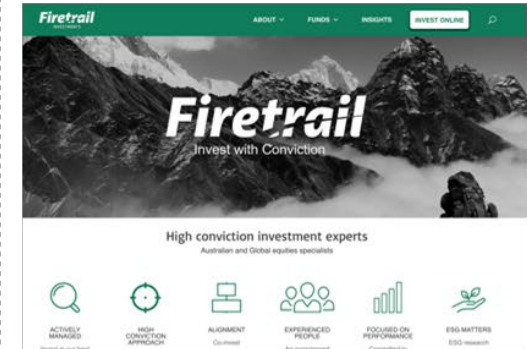 Firetrail
INVESTMENTS
ABOUT
FUNDS
INSIGHTS
INVEST ONLINE
Firetrail
Invest with Conviction
High conviction investment experts
Australian and Global equities specialists
ACTIVELY
MANAGED
HIGH
CONVICTION
APPROACH
ALIGNMENT
Co-invest
EXPERIENCED
PEOPLE
FOCUSED ON
PERFORMANCE
ESG MATTERS
ESG research